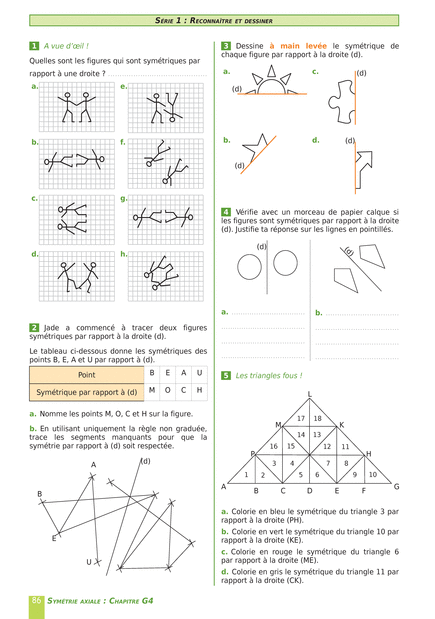 SÉRIE 1 : RECONNAÎTRE ET DESSINER
1 A vue d'œil !
Quelles sont les figures qui sont symétriques par
rapport à une droite ?
a.
e.
b.
f.
c.
g.
d.
h.
2 Jade a commencé à tracer deux figures
symétriques par rapport à la droite (d).
Le tableau ci-dessous donne les symétriques des
points B, E, A et U par rapport à (d).
Point B E A U
Symétrique par rapport à (d) M O C H
a. Nomme les points M, O, C et H sur la figure.
b. En utilisant uniquement la règle non graduée,
trace les segments manquants pour que la
symétrie par rapport à (d) soit respectée.
(d)
A
B
E
U
3 Dessine à main levée le symétrique de
chaque figure par rapport à la droite (d).
a.
(d)
c.
(d)
b.
(d)
d.
(d)
4 Vérifie avec un morceau de papier calque si
les figures sont symétriques par rapport à la droite
(d). Justifie ta réponse sur les lignes en pointillés.
(d)
(d)
a.
b.
5 Les triangles fous !
L
17 18
M K
14 13
16 15 12 11
P H
3 4 7 8
1 2 5 6 9 10
A B C D E F G
a. Colorie en bleu le symétrique du triangle 3 par
rapport à la droite (PH).
b. Colorie en vert le symétrique du triangle 10 par
rapport à la droite (KE).
c. Colorie en rouge le symétrique du triangle 6
par rapport à la droite (ME).
d. Colorie en gris le symétrique du triangle 11 par
rapport à la droite (CK).
66 SYMÉTRIE AXIALE : CHAPITRE G4